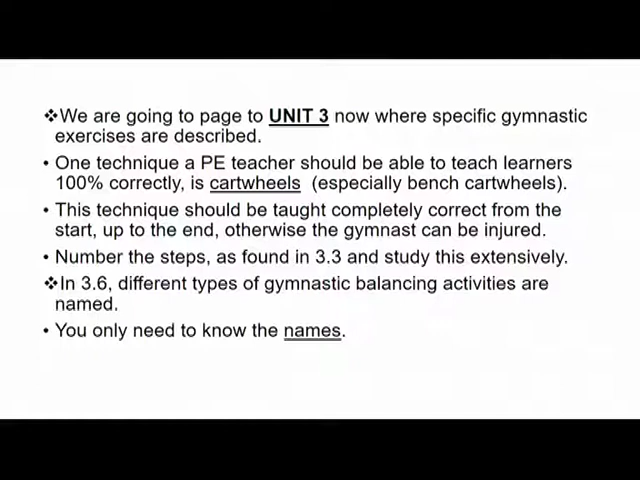 ❖We are going to page to UNIT 3 now where specific gymnastic
exercises are described.
• One technique a PE teacher should be able to teach learners
100% correctly, is cartwheels (especially bench cartwheels).
• This technique should be taught completely correct from the
start, up to the end, otherwise the gymnast can be injured.
• Number the steps, as found in 3.3 and study this extensively.
❖In 3.6, different types of gymnastic balancing activities are
named.
• You only need to know the names.